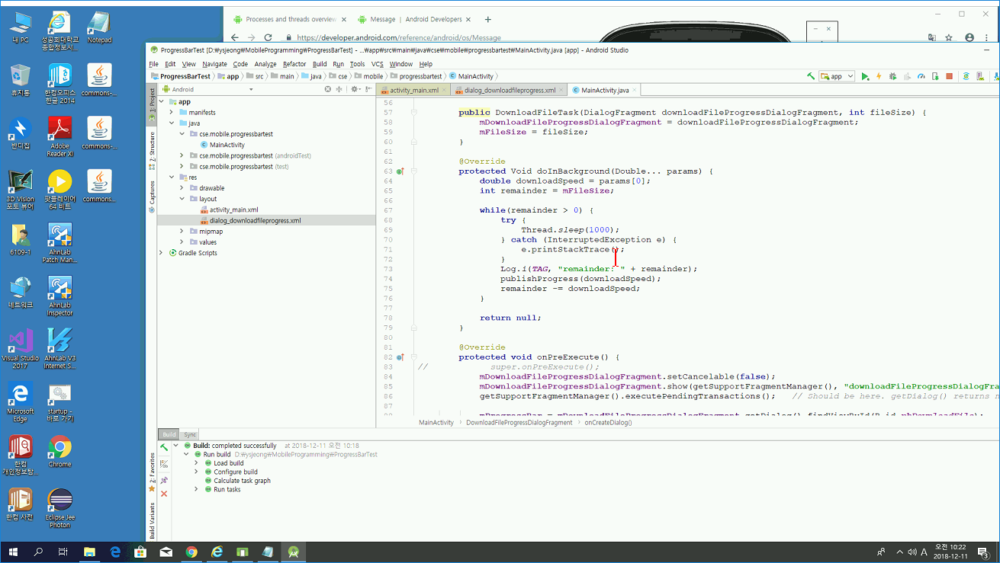 내 PC
성공회대학교
종합정보시...
Notepad
휴지통
한컴오피스
한글 2014
commons-...
반디집
Adobe
Reader XI
commons-...
3D Vision
포토 뷰어
팟플레이어
64 비트
commons...
6109-1
AhnLab
Patch Man...
네트워크
AhnLab
Inspector
Visual Studio
2017
AhnLab V3
Internet S...
Microsoft
Edge
startup -
바로 가기
한컴
개인정보탐...
Chrome
한컴 사전
Eclipse Jee
Photon
Processes and threads overview
Message | Android Developers
https://developer.android.com/reference/android/os/Message
ProgressBarTest [D:₩ysjeong₩MobileProgramming₩ProgressBarTest] - ...₩app₩src₩main₩java₩cse₩mobile₩progressbartest₩MainActivity.java [app] - Android Studio
File Edit View Navigate Code Analyze Refactor Build Run Tools VCS Window Help
ProgressBarTest app src main java cse mobile progressbartest MainActivity
app
1: Project
Z: Structure
Captures
2: Favorites
Build Variants
Android
app
manifests
java
cse.mobile.progressbartest
MainActivity
cse.mobile.progressbartest (androidTest)
cse.mobile.progressbartest (test)
res
drawable
layout
activity_main.xml
dialog_downloadfileprogress.xml
mipmap
values
Gradle Scripts
activity_main.xml dialog_downloadfileprogress.xml MainActivity.java
56
57 public DownloadFileTask(DialogFragment downloadFileProgressDialogFragment, int fileSize) {
58 mDownloadFileProgressDialogFragment = downloadFileProgressDialogFragment;
59 mFileSize = fileSize;
60 }
61
62 @Override
63 protected Void doInBackground(Double... params) {
64 double downloadSpeed = params[0];
65 int remainder = mFileSize;
66
67 while(remainder > 0) {
68 try {
69 Thread.sleep(1000);
70 } catch (InterruptedException e) {
71 e.printStackTrace();
72 }
73 Log.i(TAG, "remainder: " + remainder);
74 publishProgress(downloadSpeed);
75 remainder -= downloadSpeed;
76 }
77
78 return null;
79 }
80
81 @Override
82 protected void onPreExecute() {
83 // super.onPreExecute();
84 mDownloadFileProgressDialogFragment.setCancelable(false);
85 mDownloadFileProgressDialogFragment.show(getSupportFragmentManager(), "downloadFileProgressDialogFra
86 getSupportFragmentManager().executePendingTransactions(); // Should be here. getDialog() returns n
MainActivity DownloadFileProgressDialogFragment onCreateDialog()
Build Sync
Build: completed successfully at 2018-12-11 오전 10:18
Run build D:₩ysjeong₩MobileProgramming₩ProgressBarTest
Load build
Configure build
Calculate task graph
Run tasks
A
오전 10:22
2018-12-11
3